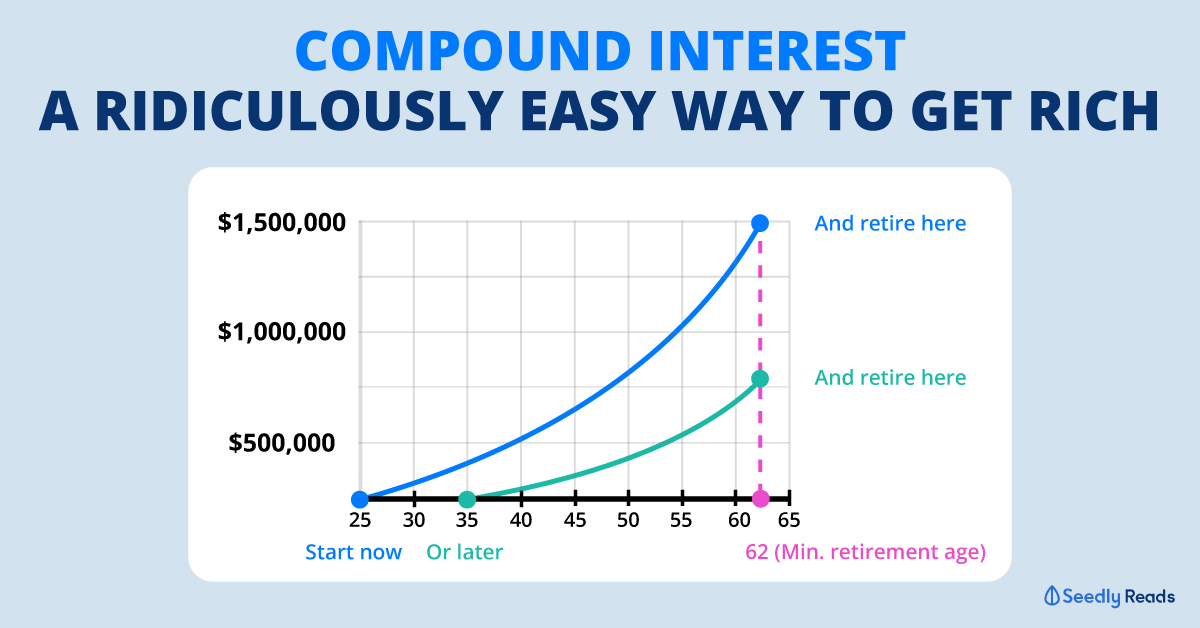 COMPOUND INTEREST
A RIDICULOUSLY EASY WAY TO GET RICH
$1,500,000
And retire here
$1,000,000
And retire here
$500,000
25 30 35 40 45 50 55 60 65
Start now Or later 62 (Min. retirement age)
Seedly Reads